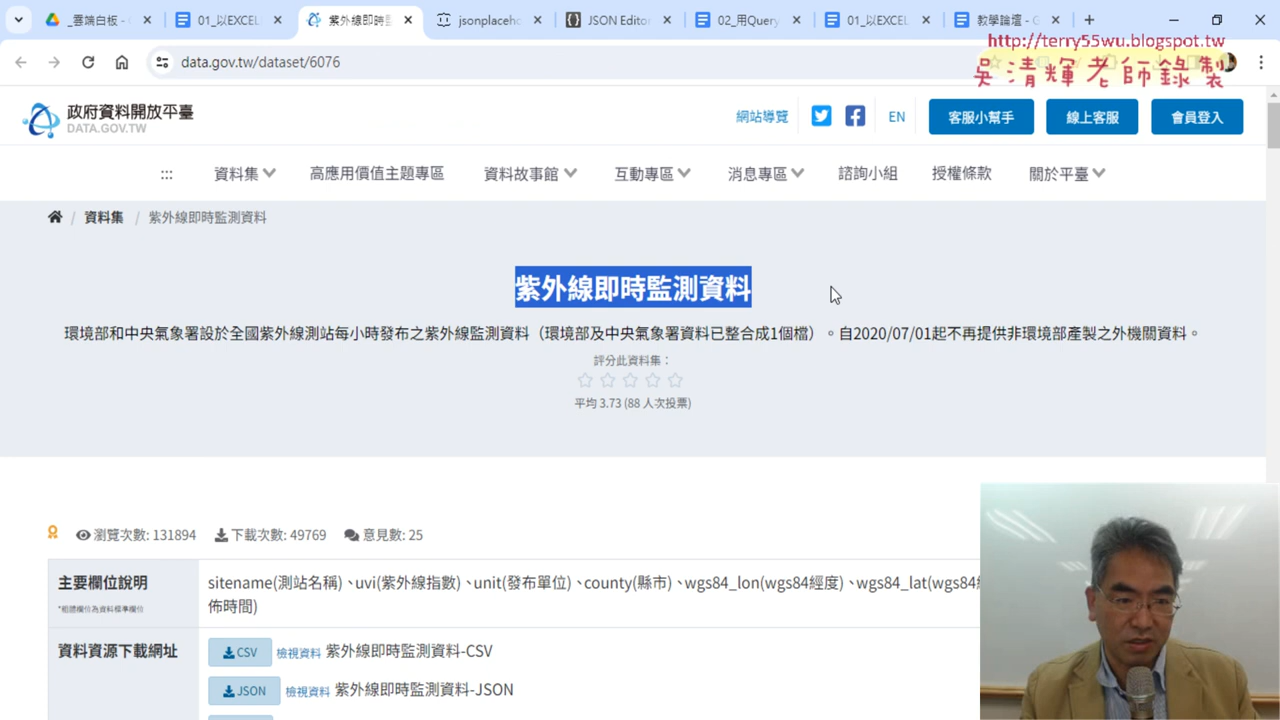 _雲端白板 - G
01_以EXCEL
紫外線即時監
jsonplaceho
JSON Editor
02_用Query
01_以EXCEL
教學論壇 - G
http://terry55wu.blogspot.tw
data.gov.tw/dataset/6076
吳清輝老師錄製
政府資料開放平臺
DATA.GOV.TW
網站導覽
EN
客服小幫手
線上客服
會員登入
:::
資料集
高應用價值主題專區
資料故事館
互動專區
消息專區
諮詢小組
授權條款
關於平臺
/ 資料集 / 紫外線即時監測資料
紫外線即時監測資料
環境部和中央氣象署設於全國紫外線測站每小時發布之紫外線監測資料（環境部及中央氣象署資料已整合成1個檔）。自2020/07/01起不再提供非環境部產製之外機關資料。
評分此資料集：
平均 3.73 (88 人次投票)
瀏覽次數: 131894
下載次數: 49769
意見數: 25
主要欄位說明
*粗體欄位為資料標準欄位
sitename(測站名稱)、uvi(紫外線指數)、unit(發布單位)、county(縣市)、wgs84_lon(wgs84經度)、wgs84_lat(wgs84
佈時間)
資料資源下載網址
CSV
檢視資料
紫外線即時監測資料-CSV
JSON
檢視資料
紫外線即時監測資料-JSON